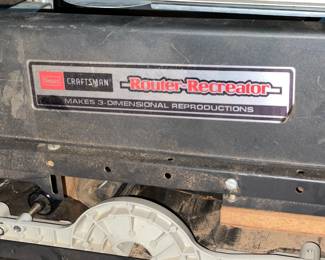 Sears CRAFTSMAN Router-Recreator
MAKES 3-DIMENSIONAL REPRODUCTIONS